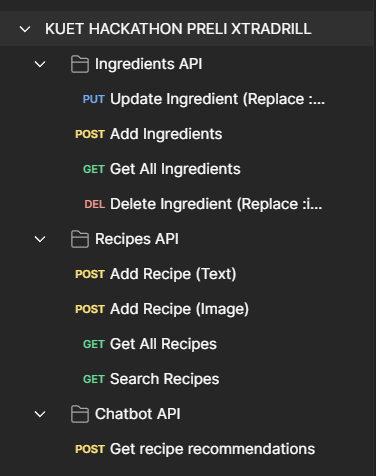 KUET HACKATHON PRELI XTRADRILL
Ingredients API
PUT Update Ingredient (Replace :...
POST Add Ingredients
GET Get All Ingredients
DEL Delete Ingredient (Replace :i...
Recipes API
POST Add Recipe (Text)
POST Add Recipe (Image)
GET Get All Recipes
GET Search Recipes
Chatbot API
POST Get recipe recommendations